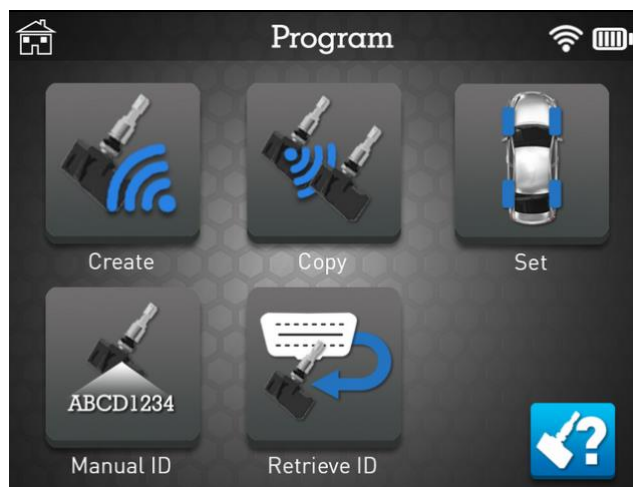 Program
Create
Copy
Set
ABCD1234
Manual ID
Retrieve ID
?